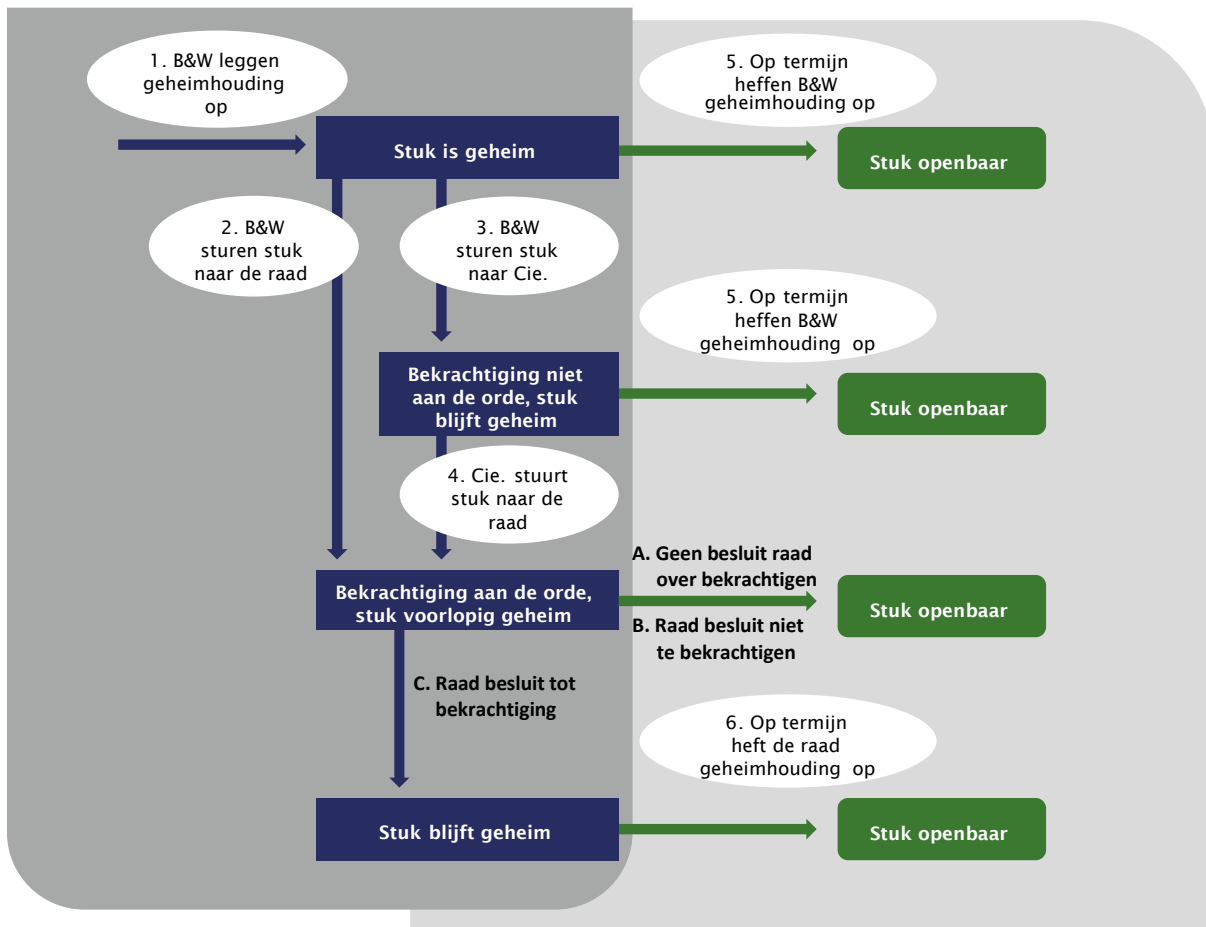 1. B&W leggen
geheimhouding
op
5. Op termijn
heffen B&W
geheimhouding op
Stuk is geheim
Stuk openbaar
2. B&W
sturen stuk
naar de raad
3. B&W
sturen stuk
naar Cie.
5. Op termijn
heffen B&W
geheimhouding op
Bekrachtiging niet
aan de orde, stuk
blijft geheim
Stuk openbaar
4. Cie. stuurt
stuk naar de
raad
A. Geen besluit raad
over bekrachtigen
Bekrachtiging aan de orde,
stuk voorlopig geheim
Stuk openbaar
B. Raad besluit niet
te bekrachtigen
C. Raad besluit tot
bekrachtiging
6. Op termijn
heft de raad
geheimhouding op
Stuk blijft geheim
Stuk openbaar